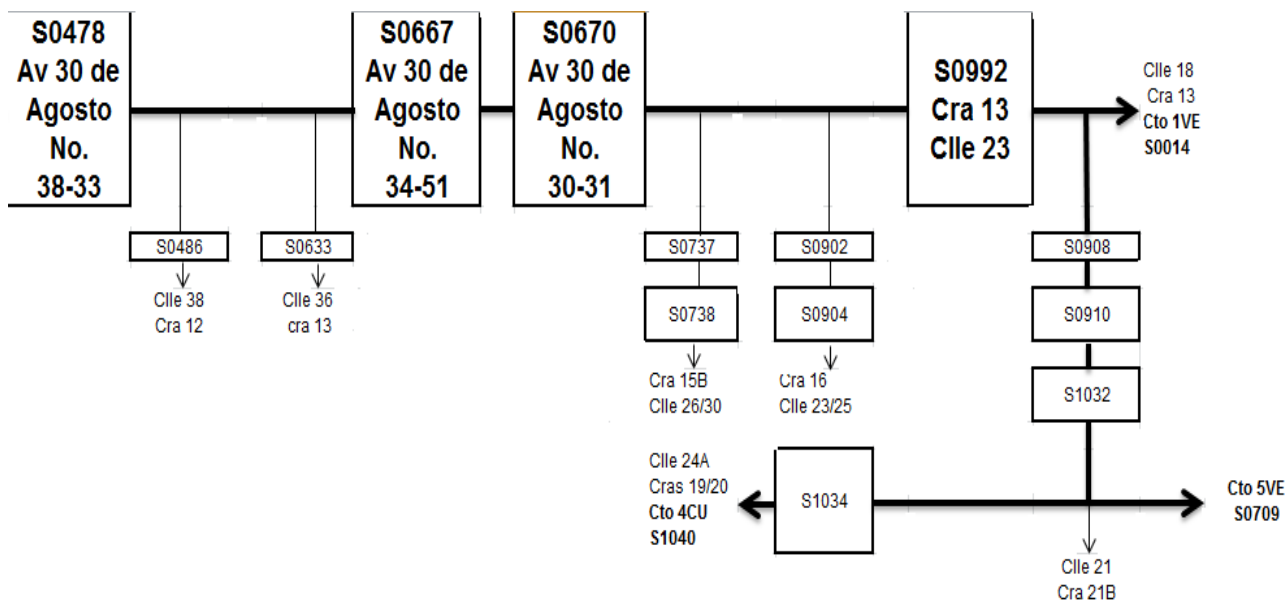 S0478
Av 30 de
Agosto
No.
38-33
S0667
Av 30 de
Agosto
No.
34-51
S0670
Av 30 de
Agosto
No.
30-31
S0992
Cra 13
Clle 23
Clle 18
Cra 13
Cto 1VE
S0014
S0486
S0633
S0737
S0902
S0908
Clle 38
Cra 12
Clle 36
cra 13
S0738
S0904
S0910
Cra 15B
Clle 26/30
Cra 16
Clle 23/25
S1032
Clle 24A
Cras 19/20
Cto 4CU
S1040
S1034
Cto 5VE
S0709
Clle 21
Cra 21B